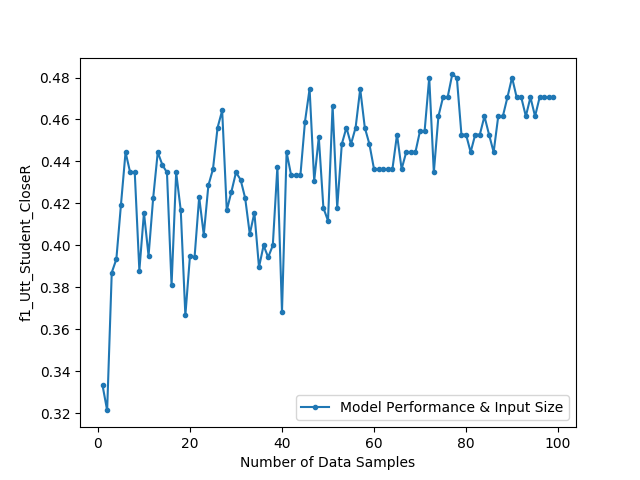 0.48
0.46
0.44
0.42
0.40
0.38
0.36
0.34
0.32
f1_Utt_Student_CloseR
Model Performance & Input Size
0 20 40 60 80 100
Number of Data Samples